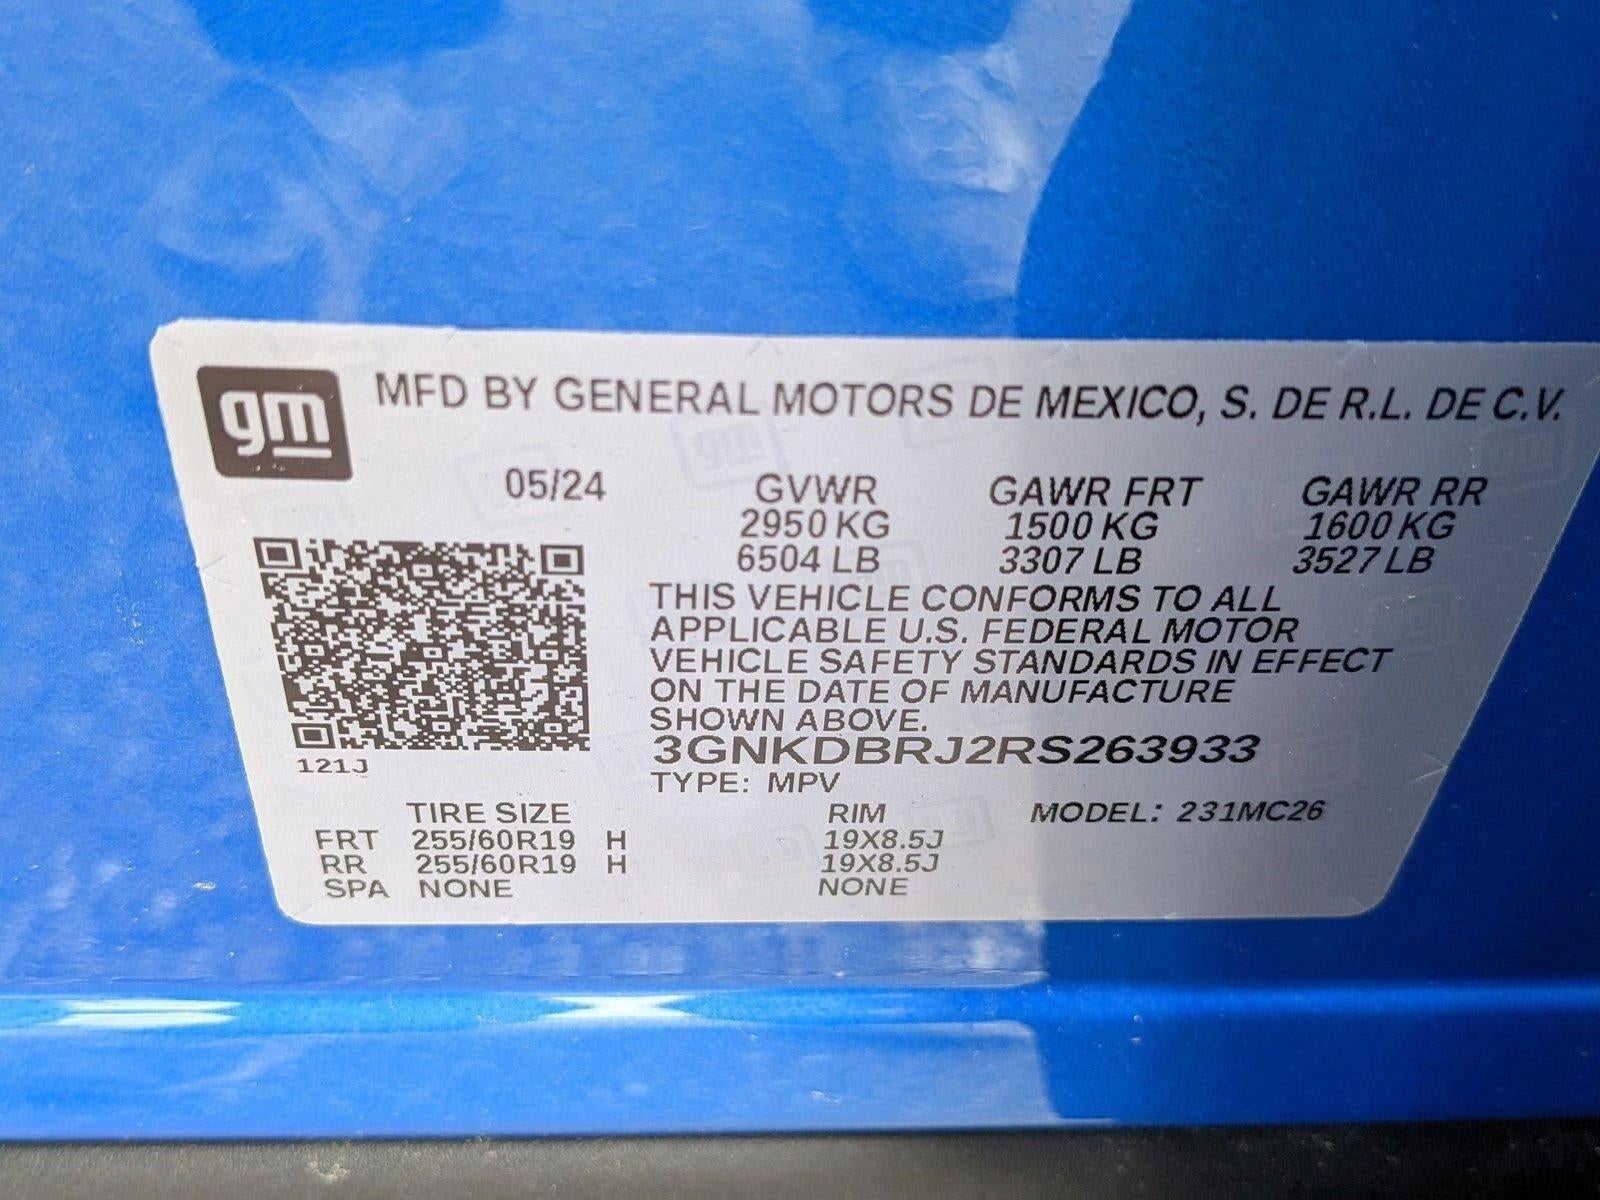 gm
MFD BY GENERAL MOTORS DE MEXICO, S. DE R.L. DE C.V.
05/24 GVWR GAWR FRT GAWR RR
2950 KG 1500 KG 1600 KG
6504 LB 3307 LB 3527 LB
THIS VEHICLE CONFORMS TO ALL
APPLICABLE U.S. FEDERAL MOTOR
VEHICLE SAFETY STANDARDS IN EFFECT
ON THE DATE OF MANUFACTURE
SHOWN ABOVE.
3GNKDBRJ2RS263933
121J
TYPE: MPV
TIRE SIZE RIM MODEL: 231MC26
FRT 255/60R19 H 19X8.5J
RR 255/60R19 H 19X8.5J
SPA NONE NONE